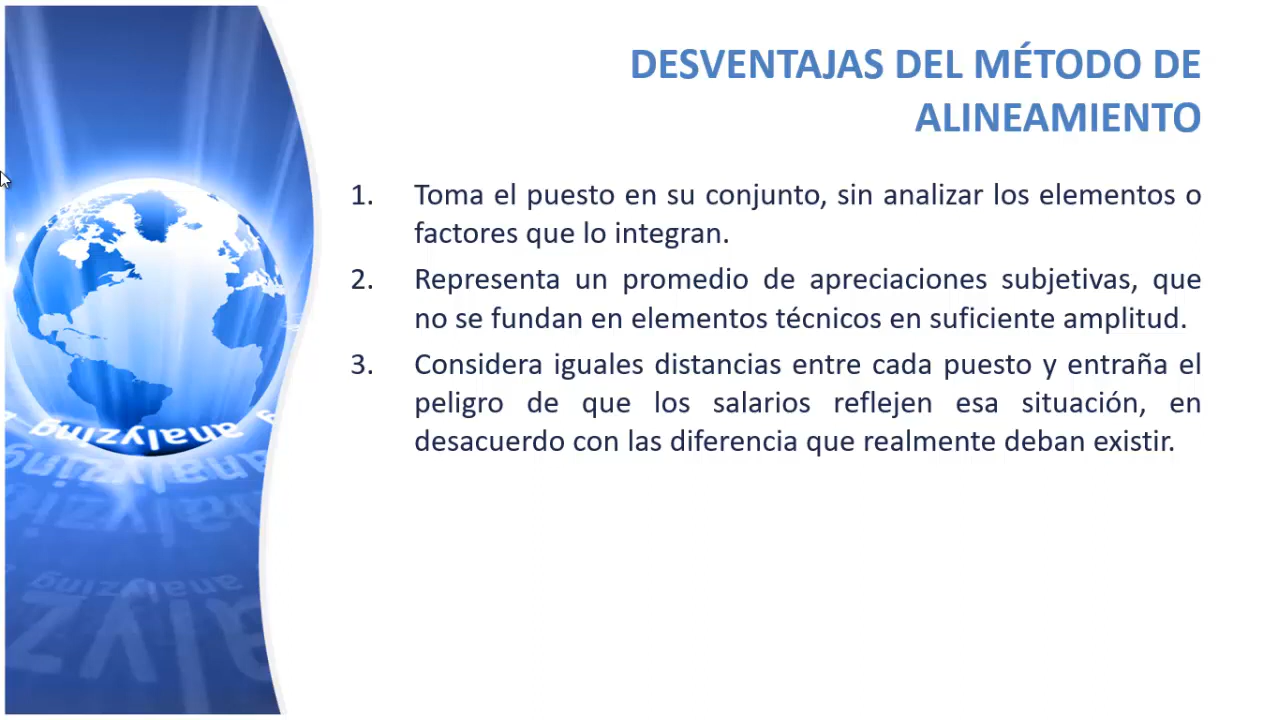 DESVENTAJAS DEL MÉTODO DE
ALINEAMIENTO
1. Toma el puesto en su conjunto, sin analizar los elementos o
factores que lo integran.
2. Representa un promedio de apreciaciones subjetivas, que
no se fundan en elementos técnicos en suficiente amplitud.
3. Considera iguales distancias entre cada puesto y entraña el
peligro de que los salarios reflejen esa situación, en
desacuerdo con las diferencia que realmente deban existir.
analyzing
analyzing